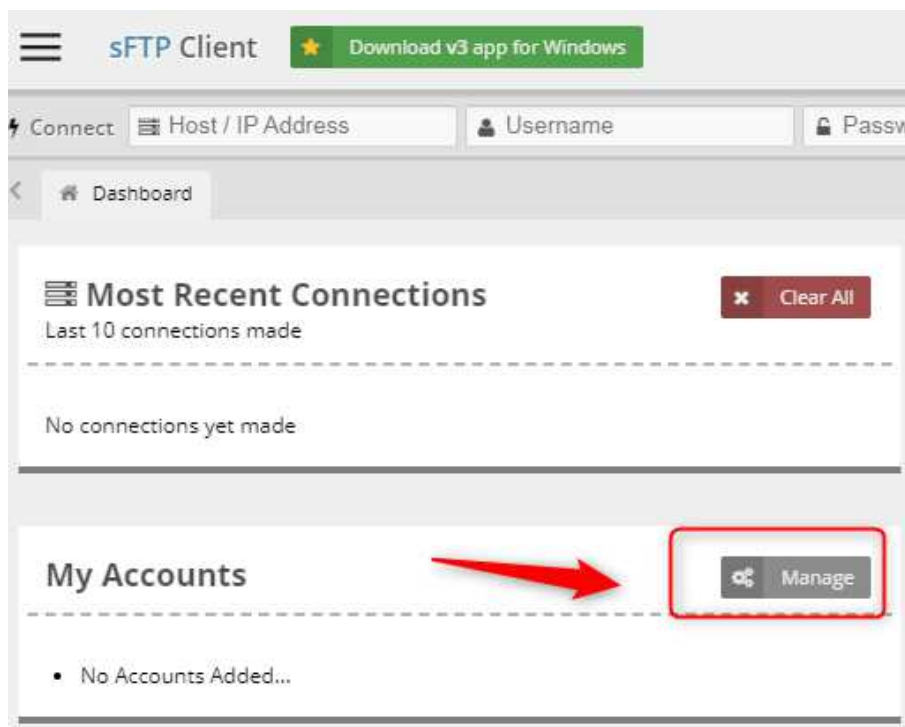 sFTP Client
Download v3 app for Windows
Connect Host / IP Address Username Passw
Dashboard
Most Recent Connections
Clear All
Last 10 connections made
No connections yet made
My Accounts
Manage
• No Accounts Added...